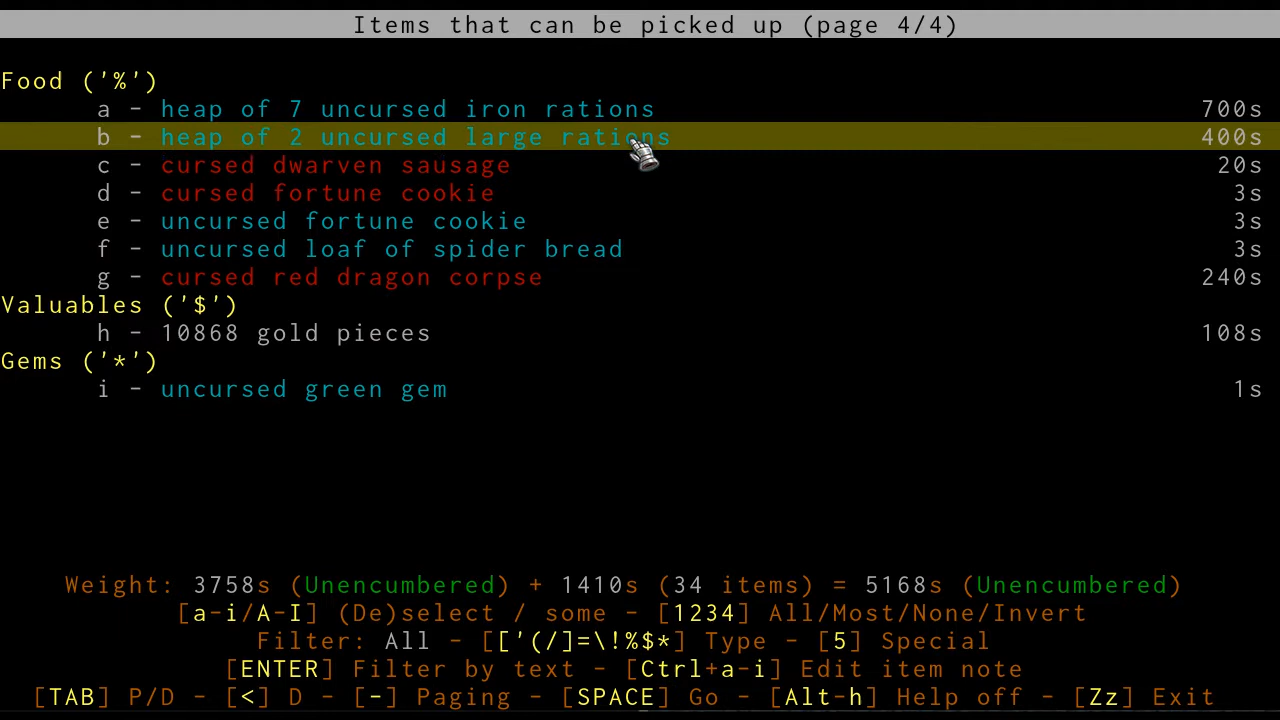 Items that can be picked up (page 4/4)
Food ('%')
a - heap of 7 uncursed iron rations 700s
b - heap of 2 uncursed large rations 400s
c - cursed dwarven sausage 20s
d - cursed fortune cookie 3s
e - uncursed fortune cookie 3s
f - uncursed loaf of spider bread 3s
g - cursed red dragon corpse 240s
Valuables ('$')
h - 10868 gold pieces 108s
Gems ('*')
i - uncursed green gem 1s
Weight: 3758s (Unencumbered) + 1410s (34 items) = 5168s (Unencumbered)
[a-i/A-I] (De)select / some - [1234] All/Most/None/Invert
Filter: All - [['(/]=\!%$*] Type - [5] Special
[ENTER] Filter by text - [Ctrl+a-i] Edit item note
[TAB] P/D - [<] D - [-] Paging - [SPACE] Go - [Alt-h] Help off - [Zz] Exit